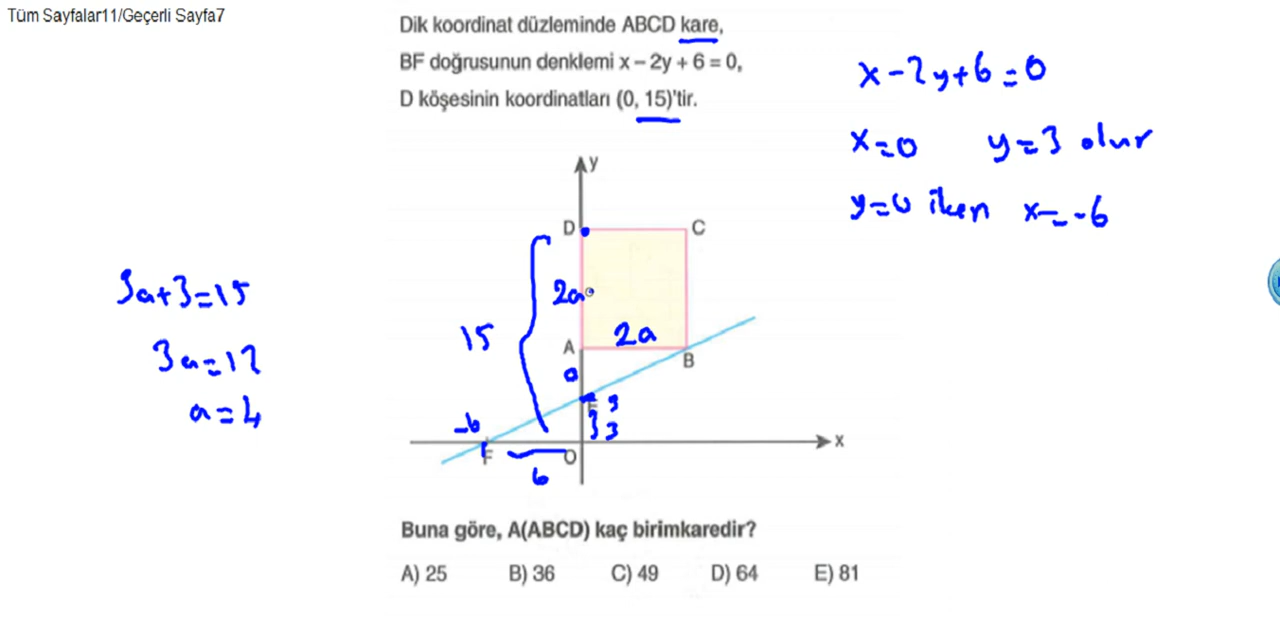 Tüm Sayfalar11/Geçerli Sayfa7
Dik koordinat düzleminde ABCD kare,
BF doğrusunun denklemi x – 2y + 6 = 0,
D köşesinin koordinatları (0, 15)'tir.
x-2y+6=0
x=0 y=3 olur
y=0 iken x=-6
y
D
C
3a+3=15
2a
15
2a
A
B
3a=12
a
a=4
3
-6
3
x
F
O
6
Buna göre, A(ABCD) kaç birimkaredir?
A) 25 B) 36 C) 49 D) 64 E) 81